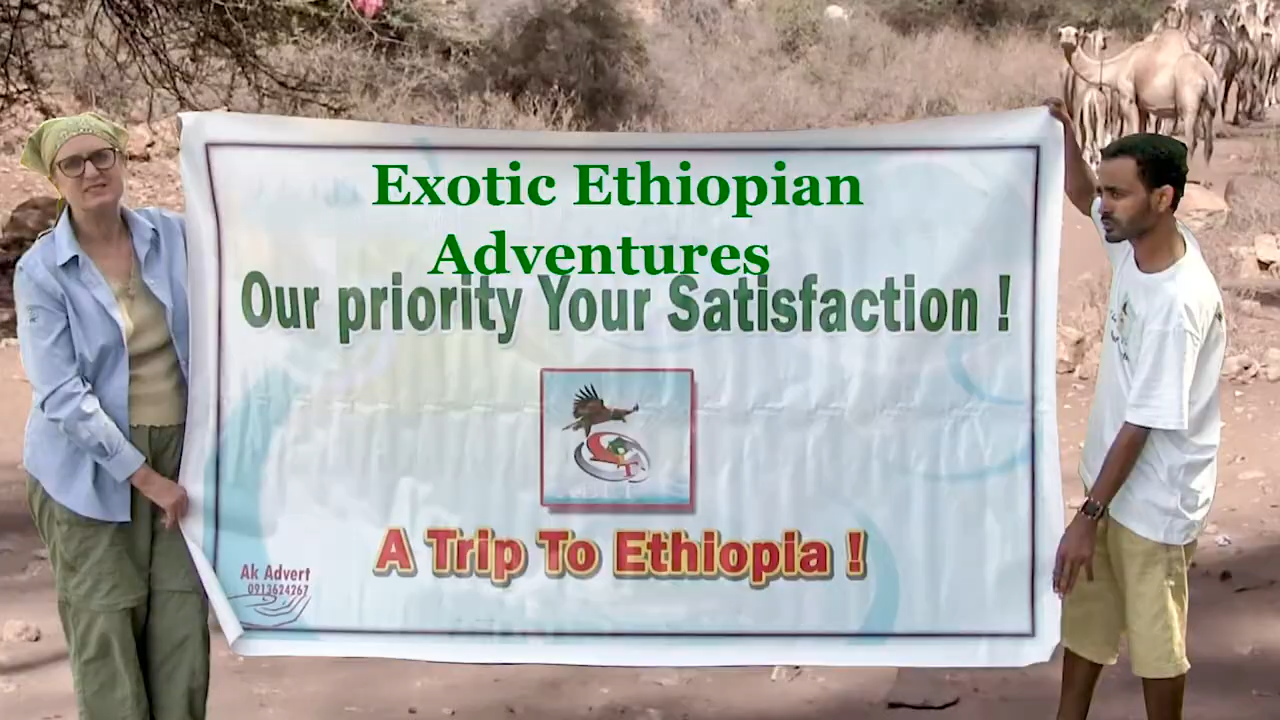 Exotic Ethiopian
Adventures
Our priority Your Satisfaction !
A Trip To Ethiopia !
Ak Advert
0913624267